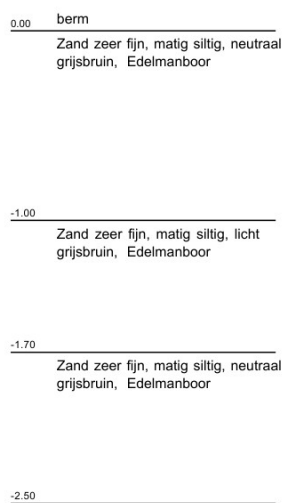 0.00 berm
Zand zeer fijn, matig siltig, neutraal
grijsbruin, Edelmanboor
-1.00
Zand zeer fijn, matig siltig, licht
grijsbruin, Edelmanboor
-1.70
Zand zeer fijn, matig siltig, neutraal
grijsbruin, Edelmanboor
-2.50